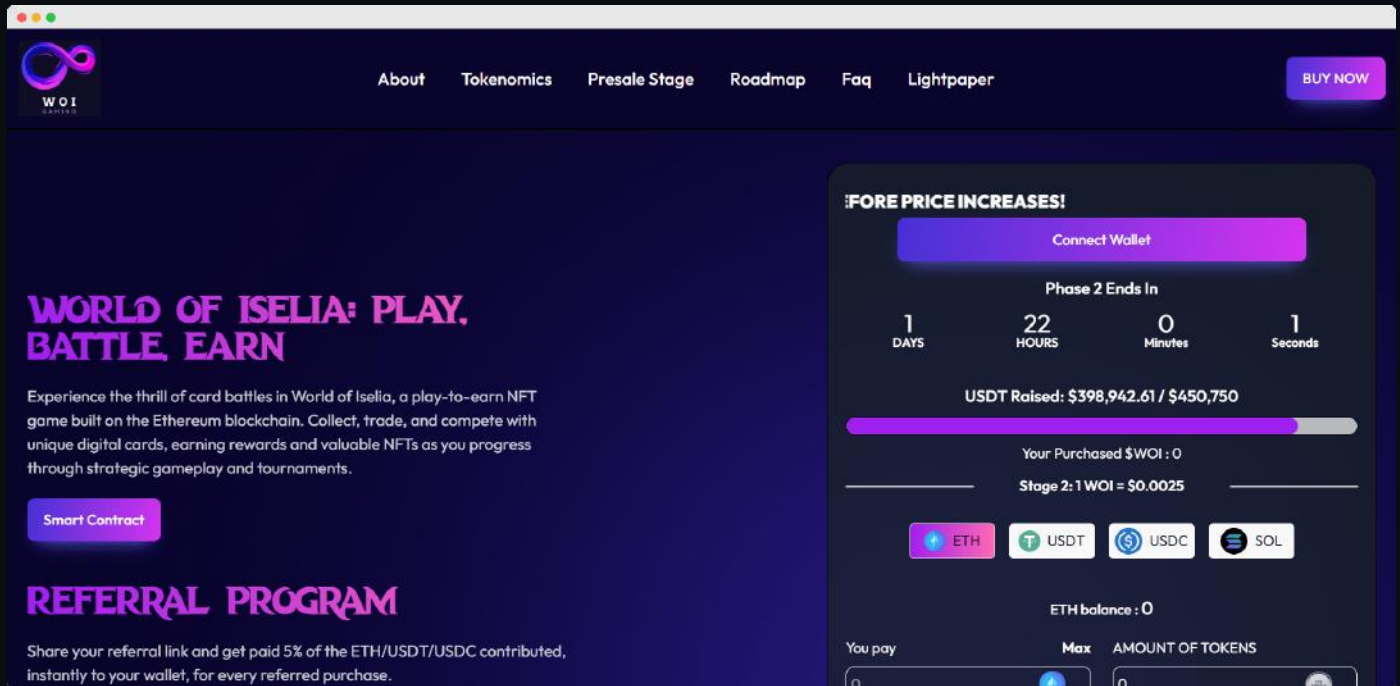 WOI
GAMING
About
Tokenomics
Presale Stage
Roadmap
Faq
Lightpaper
BUY NOW
WORLD OF ISELIA: PLAY,
BATTLE, EARN
Experience the thrill of card battles in World of Iselia, a play-to-earn NFT
game built on the Ethereum blockchain. Collect, trade, and compete with
unique digital cards, earning rewards and valuable NFTs as you progress
through strategic gameplay and tournaments.
Smart Contract
REFERRAL PROGRAM
Share your referral link and get paid 5% of the ETH/USDT/USDC contributed,
instantly to your wallet, for every referred purchase.
FORE PRICE INCREASES!
Connect Wallet
Phase 2 Ends In
1 22 0 1
DAYS HOURS Minutes Seconds
USDT Raised: $398,942.61 / $450,750
Your Purchased $WOI : 0
Stage 2: 1 WOI = $0.0025
ETH USDT USDC SOL
ETH balance : 0
You pay Max AMOUNT OF TOKENS
0 0